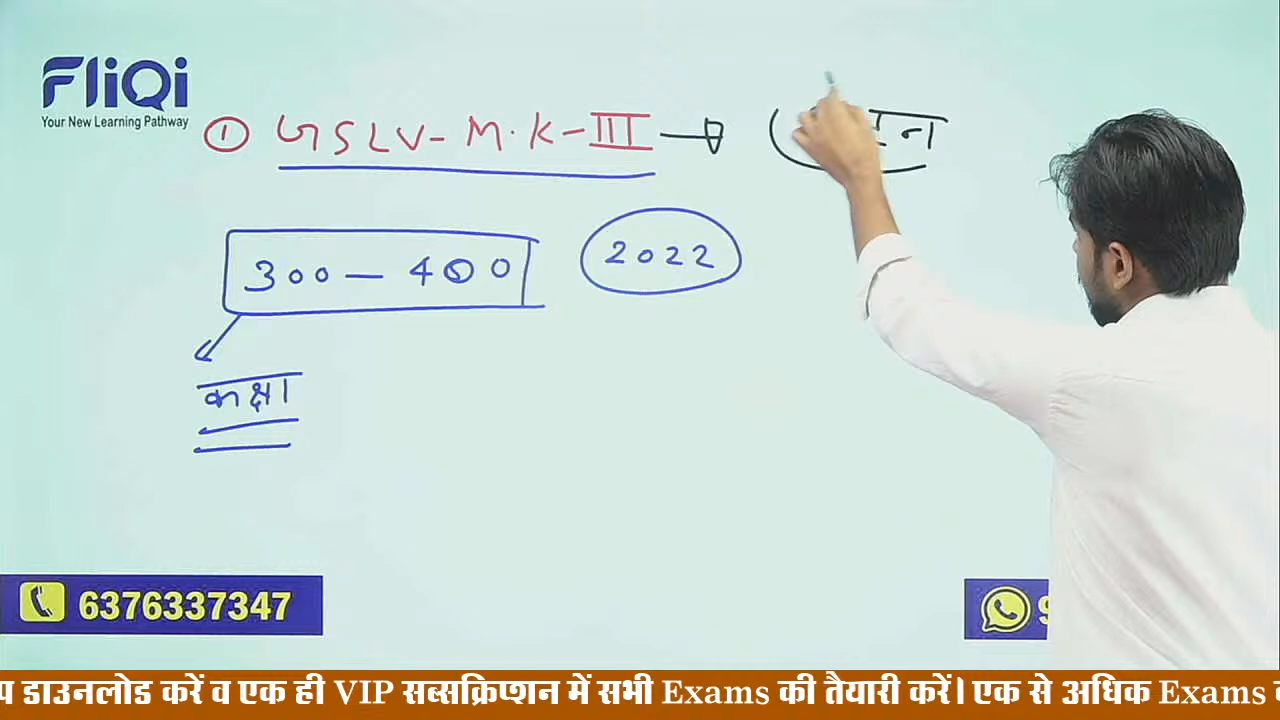 FliQi
Your New Learning Pathway
① GSLV-M.K-III
300 — 400
2022
कक्षा
6376337347
डाउनलोड करें व एक ही VIP सब्सक्रिप्शन में सभी Exams की तैयारी करें। एक से अधिक Exams